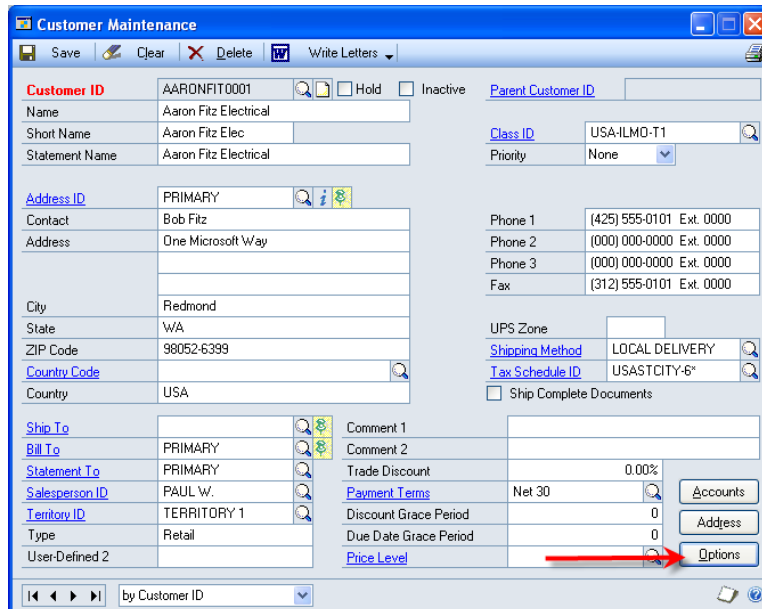 Customer Maintenance
Save Clear Delete Write Letters
Customer ID AARONFIT0001 Hold Inactive Parent Customer ID
Name Aaron Fitz Electrical
Short Name Aaron Fitz Elec Class ID USA-ILMO-T1
Statement Name Aaron Fitz Electrical Priority None
Address ID PRIMARY
Contact Bob Fitz Phone 1 (425) 555-0101 Ext. 0000
Address One Microsoft Way Phone 2 (000) 000-0000 Ext. 0000
Phone 3 (000) 000-0000 Ext. 0000
Fax (312) 555-0101 Ext. 0000
City Redmond
State WA UPS Zone
ZIP Code 98052-6399 Shipping Method LOCAL DELIVERY
Country Code Tax Schedule ID USASTCITY-6*
Country USA Ship Complete Documents
Ship To Comment 1
Bill To PRIMARY Comment 2
Statement To PRIMARY Trade Discount 0.00%
Salesperson ID PAUL W. Payment Terms Net 30 Accounts
Territory ID TERRITORY 1 Discount Grace Period 0 Address
Type Retail Due Date Grace Period 0
User-Defined 2 Price Level Options
by Customer ID